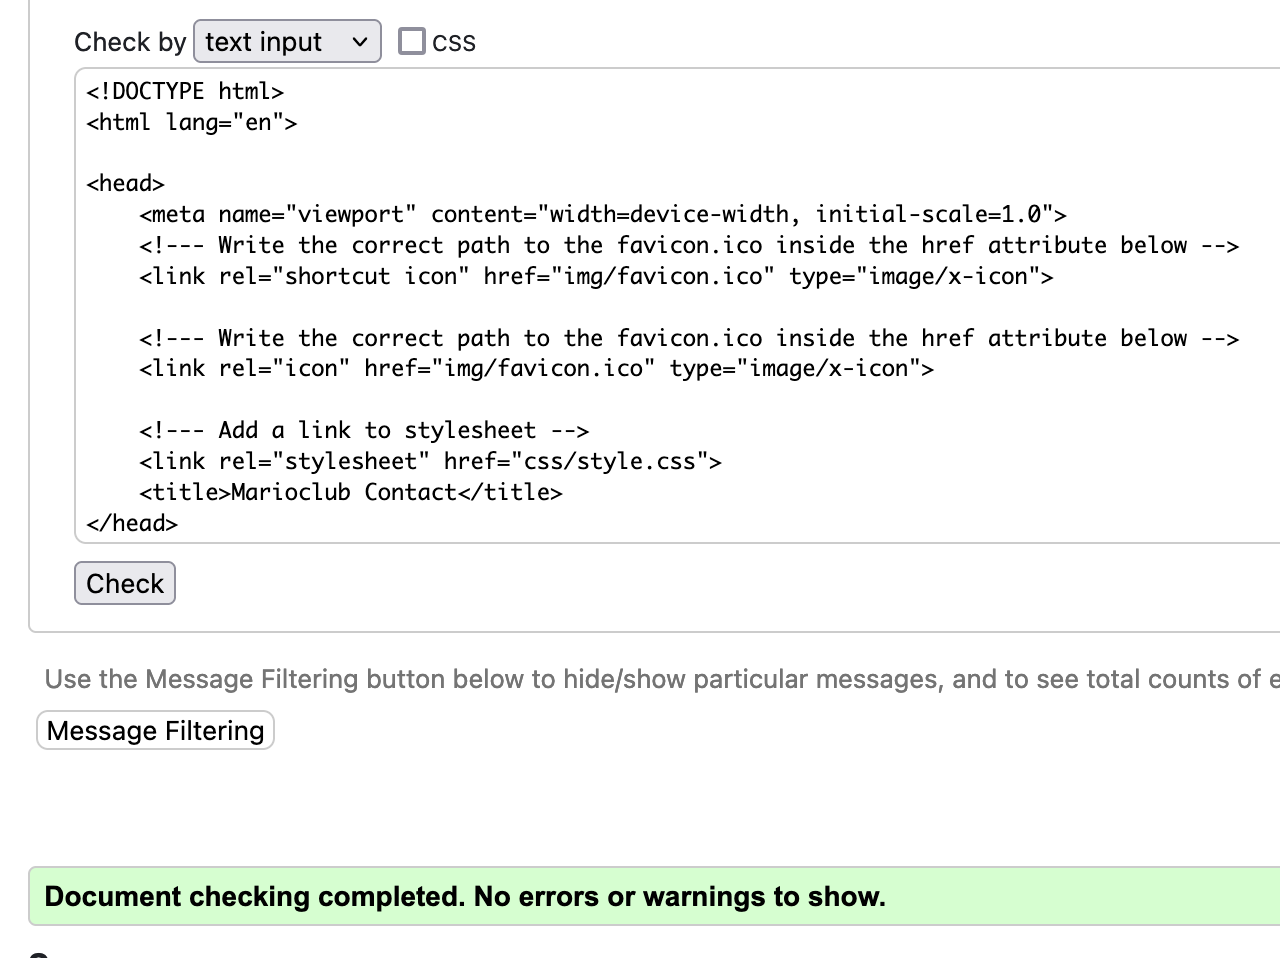 Check by text input CSS
<!DOCTYPE html>
<html lang="en">
<head>
<meta name="viewport" content="width=device-width, initial-scale=1.0">
<!--- Write the correct path to the favicon.ico inside the href attribute below -->
<link rel="shortcut icon" href="img/favicon.ico" type="image/x-icon">
<!--- Write the correct path to the favicon.ico inside the href attribute below -->
<link rel="icon" href="img/favicon.ico" type="image/x-icon">
<!--- Add a link to stylesheet -->
<link rel="stylesheet" href="css/style.css">
<title>Marioclub Contact</title>
</head>
Check
Use the Message Filtering button below to hide/show particular messages, and to see total counts of
Message Filtering
Document checking completed. No errors or warnings to show.